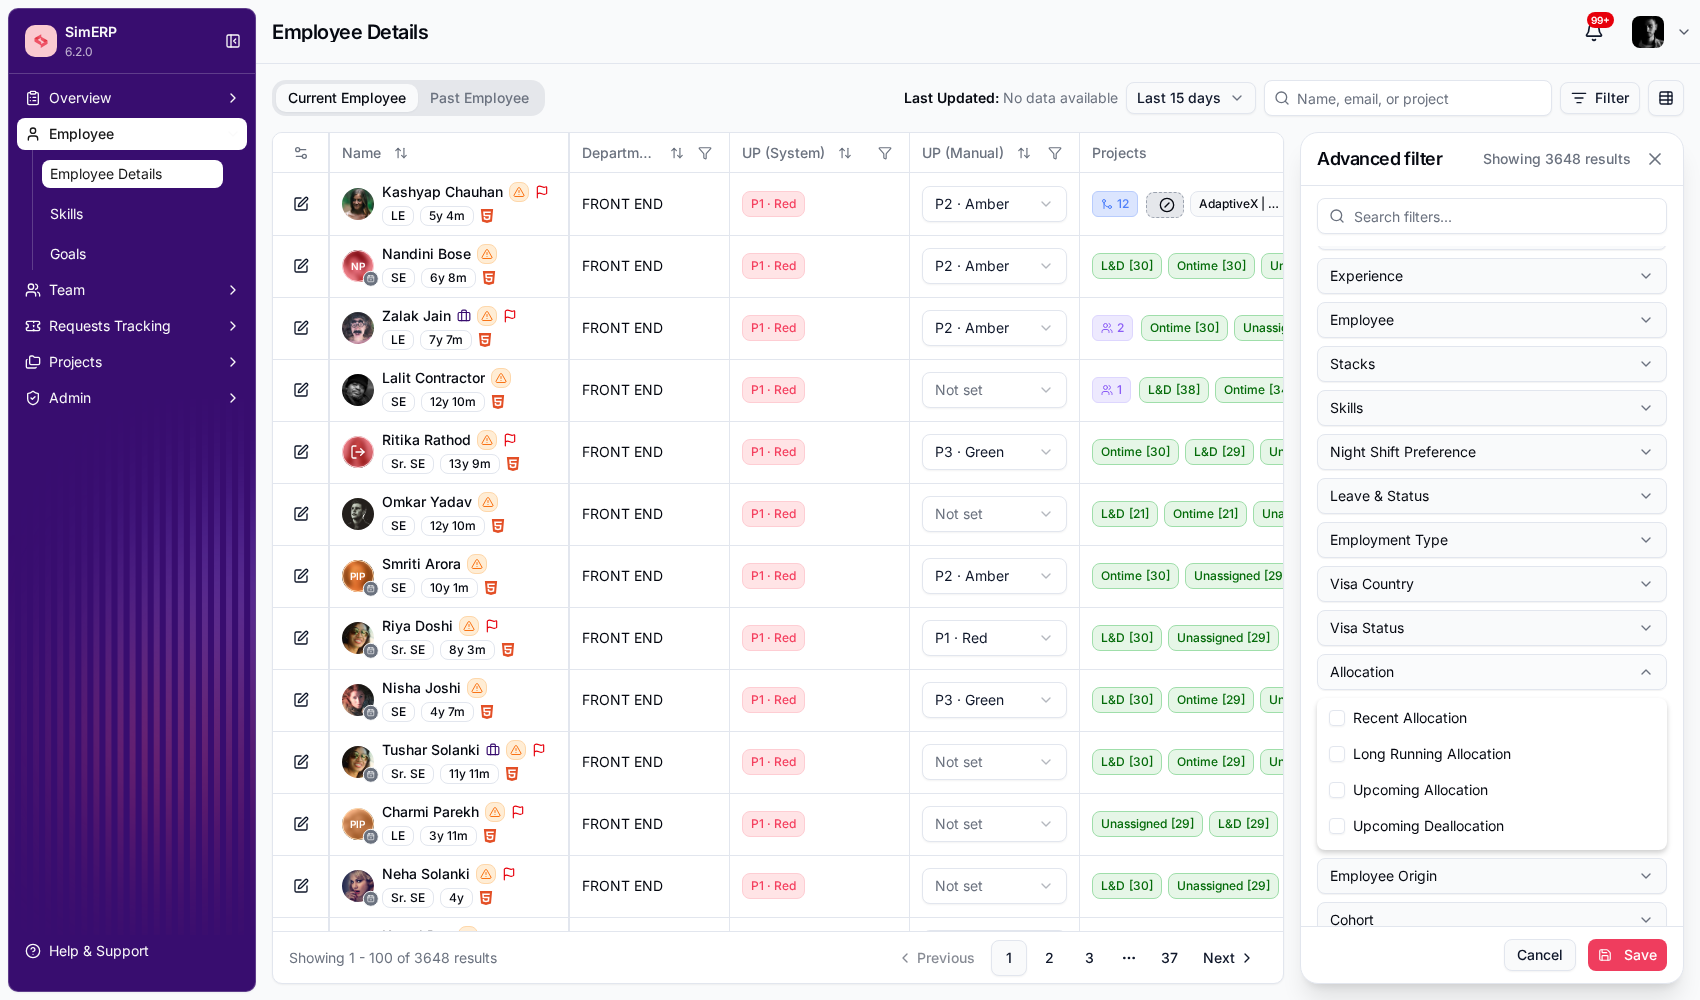 SimERP
6.2.0
Overview
Employee
Employee Details
Skills
Goals
Team
Requests Tracking
Projects
Admin
Help & Support
Employee Details
99+
Current Employee
Past Employee
Last Updated: No data available
Last 15 days
Name, email, or project
Filter
Name
Departm...
UP (System)
UP (Manual)
Projects
Kashyap Chauhan
LE
5y 4m
FRONT END
P1 · Red
P2 · Amber
12
AdaptiveX | ...
Nandini Bose
NP
SE
6y 8m
FRONT END
P1 · Red
P2 · Amber
L&D [30]
Ontime [30]
Zalak Jain
LE
7y 7m
FRONT END
P1 · Red
P2 · Amber
2
Ontime [30]
Lalit Contractor
SE
12y 10m
FRONT END
P1 · Red
Not set
1
L&D [38]
Ritika Rathod
Sr. SE
13y 9m
FRONT END
P1 · Red
P3 · Green
Ontime [30]
L&D [29]
Omkar Yadav
SE
12y 10m
FRONT END
P1 · Red
Not set
L&D [21]
Ontime [21]
Smriti Arora
PIP
SE
10y 1m
FRONT END
P1 · Red
P2 · Amber
Ontime [30]
Unassigned [29
Riya Doshi
Sr. SE
8y 3m
FRONT END
P1 · Red
P1 · Red
L&D [30]
Unassigned [29]
Nisha Joshi
SE
4y 7m
FRONT END
P1 · Red
P3 · Green
L&D [30]
Ontime [29]
Tushar Solanki
Sr. SE
11y 11m
FRONT END
P1 · Red
Not set
L&D [30]
Ontime [29]
Charmi Parekh
PIP
LE
3y 11m
FRONT END
P1 · Red
Not set
Unassigned [29]
L&D [29]
Neha Solanki
Sr. SE
4y
FRONT END
P1 · Red
Not set
L&D [30]
Unassigned [29]
Showing 1 - 100 of 3648 results
Previous
1
2
3
•••
37
Next
Advanced filter
Showing 3648 results
Search filters...
Experience
Employee
Stacks
Skills
Night Shift Preference
Leave & Status
Employment Type
Visa Country
Visa Status
Allocation
Recent Allocation
Long Running Allocation
Upcoming Allocation
Upcoming Deallocation
Employee Origin
Cohort
Cancel
Save